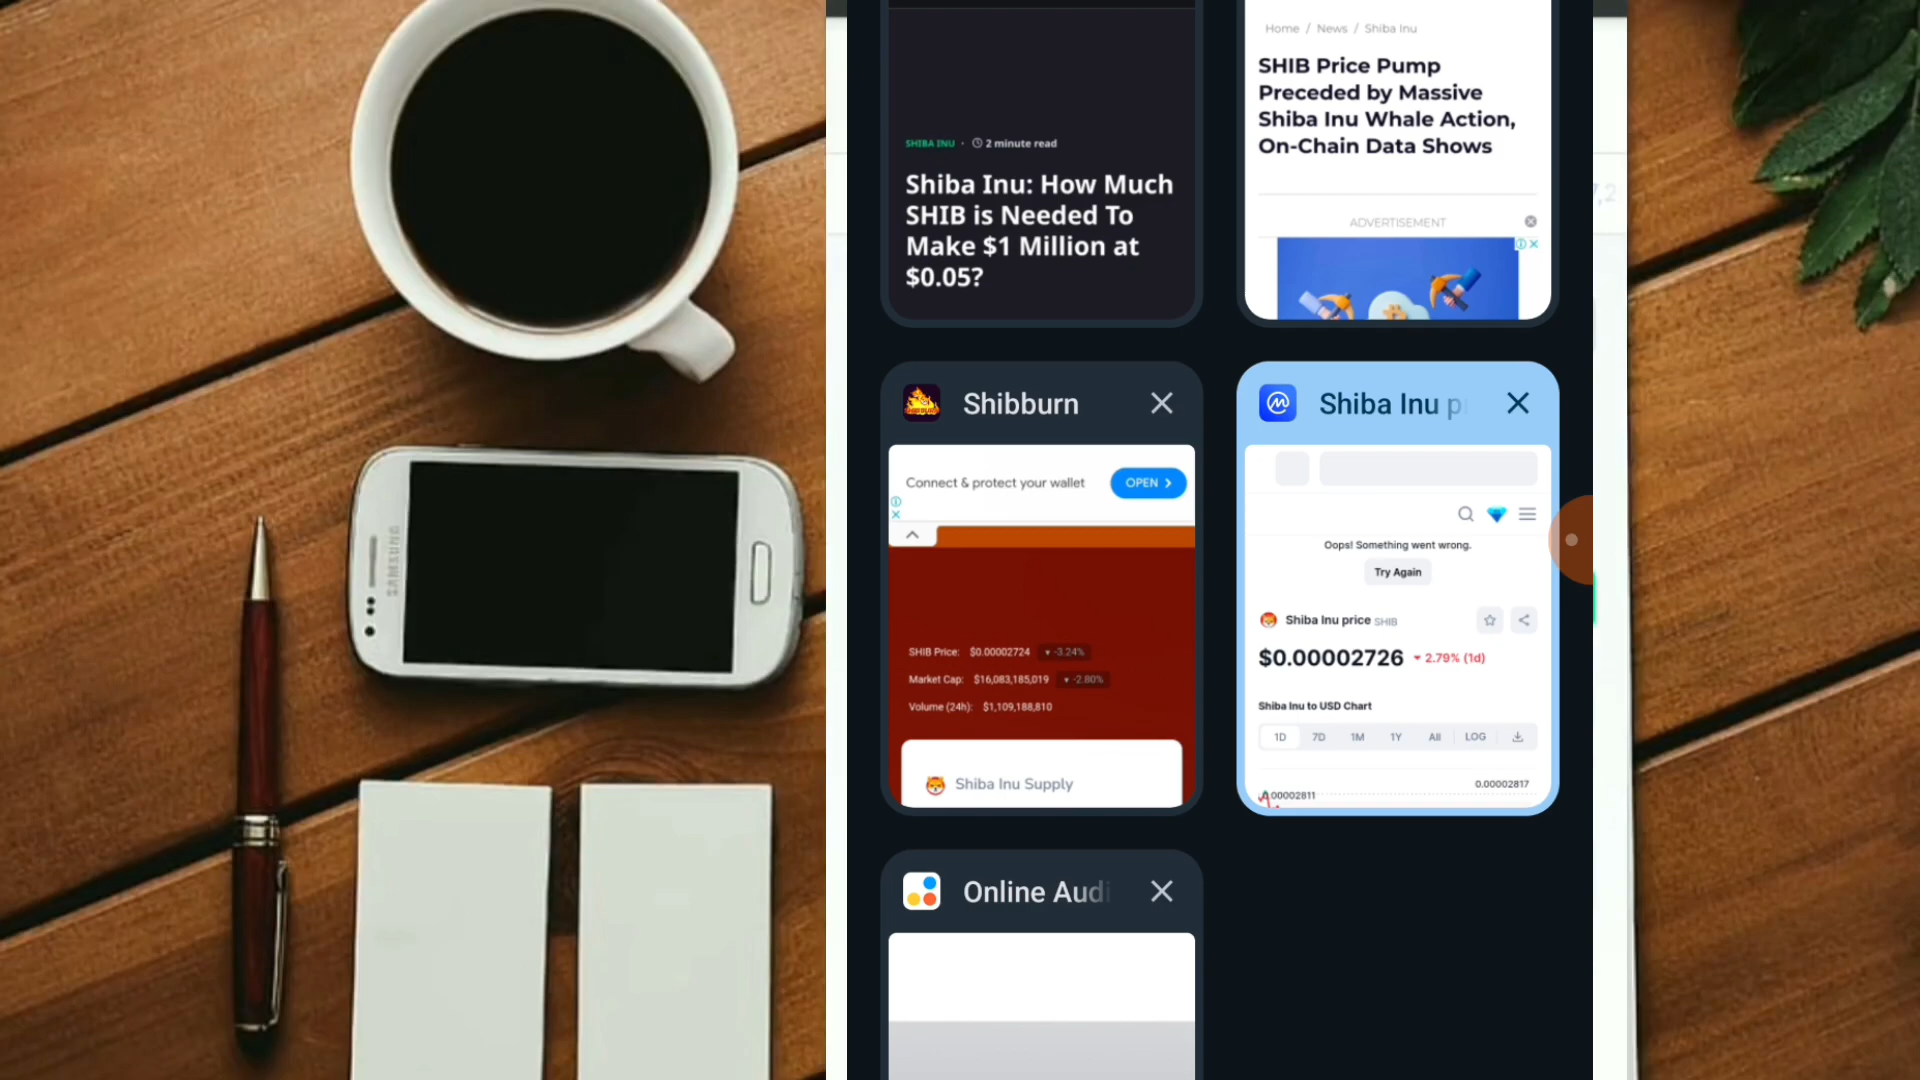 SAMSUNG
SHIBA INU · 2 minute read
Shiba Inu: How Much
SHIB is Needed To
Make $1 Million at
$0.05?
Home / News / Shiba Inu
SHIB Price Pump
Preceded by Massive
Shiba Inu Whale Action,
On-Chain Data Shows
ADVERTISEMENT
Shibburn
Connect & protect your wallet
OPEN
SHIB Price: $0.00002724 ▼ -3.24%
Market Cap: $16,083,185,019 ▼ -2.80%
Volume (24h): $1,109,188,810
Shiba Inu Supply
Shiba Inu p
Oops! Something went wrong.
Try Again
Shiba Inu price SHIB
$0.00002726 2.79% (1d)
Shiba Inu to USD Chart
1D 7D 1M 1Y All LOG
0.00002817
0.00002811
Online Audi